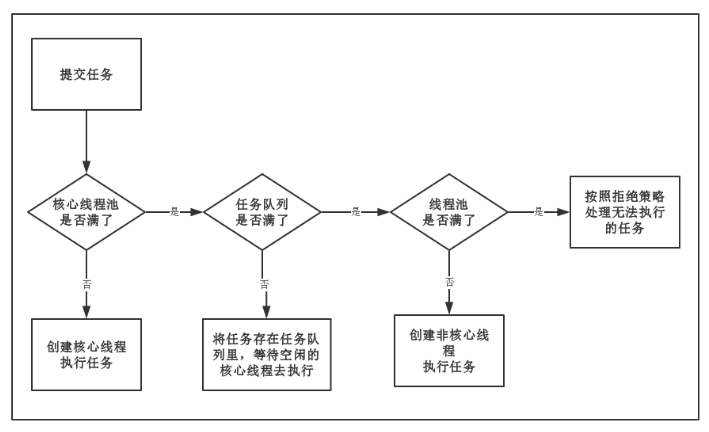 提交任务
核心线程池
是否满了
是
任务队列
是否满了
是
线程池
是否满了
是
按照拒绝策略
处理无法执行
的任务
否
否
否
创建核心线程
执行任务
将任务存在任务队
列里，等待空闲的
核心线程去执行
创建非核心线
程
执行任务